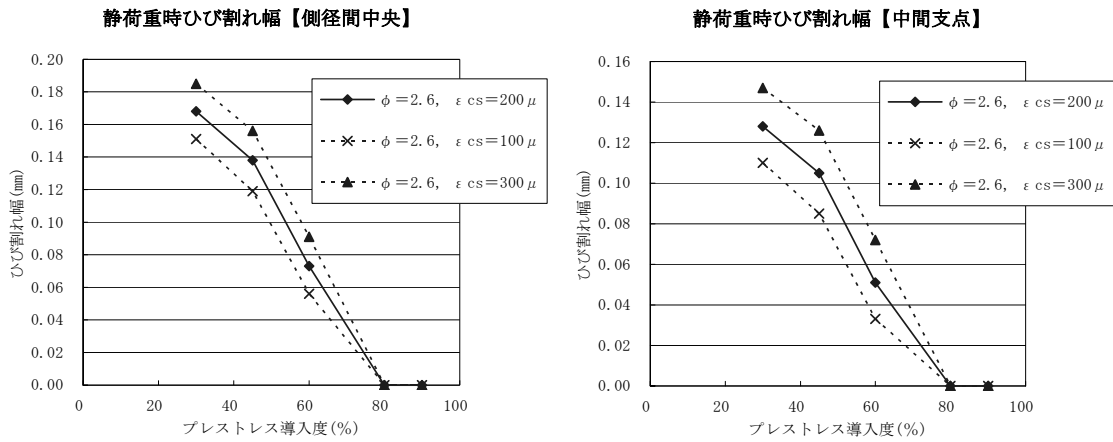 静荷重時ひび割れ幅【側径間中央】
ひび割れ幅(mm)
0.20
0.18
0.16
0.14
0.12
0.10
0.08
0.06
0.04
0.02
0.00
φ=2.6, εcs=200μ
φ=2.6, εcs=100μ
φ=2.6, εcs=300μ
0 20 40 60 80 100
プレストレス導入度(%)
静荷重時ひび割れ幅【中間支点】
ひび割れ幅(mm)
0.16
0.14
0.12
0.10
0.08
0.06
0.04
0.02
0.00
φ=2.6, εcs=200μ
φ=2.6, εcs=100μ
φ=2.6, εcs=300μ
0 20 40 60 80 100
プレストレス導入度(%)